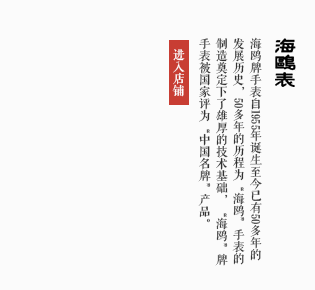 海鷗表
海鸥牌手表自1955年诞生至今已有50多年的
发展历史，50多年的历程为“海鸥”手表的
制造奠定下了雄厚的技术基础，“海鸥”牌
手表被国家评为“中国名牌”产品。
进入店铺